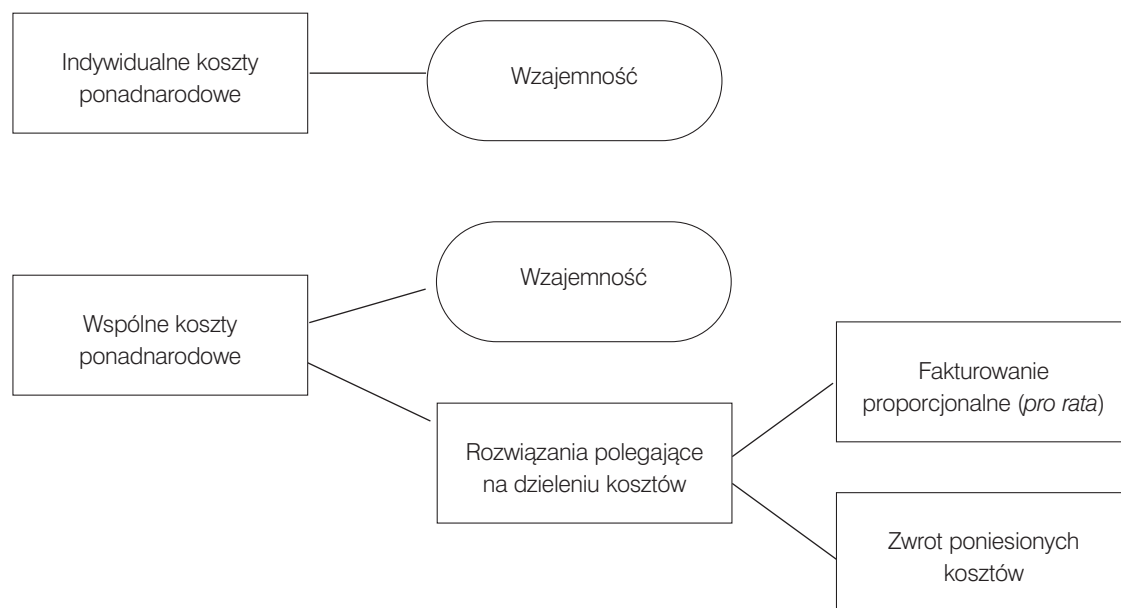 Indywidualne koszty
ponadnarodowe
Wzajemność
Wzajemność
Wspólne koszty
ponadnarodowe
Fakturowanie
proporcjonalne (pro rata)
Rozwiązania polegające
na dzieleniu kosztów
Zwrot poniesionych
kosztów